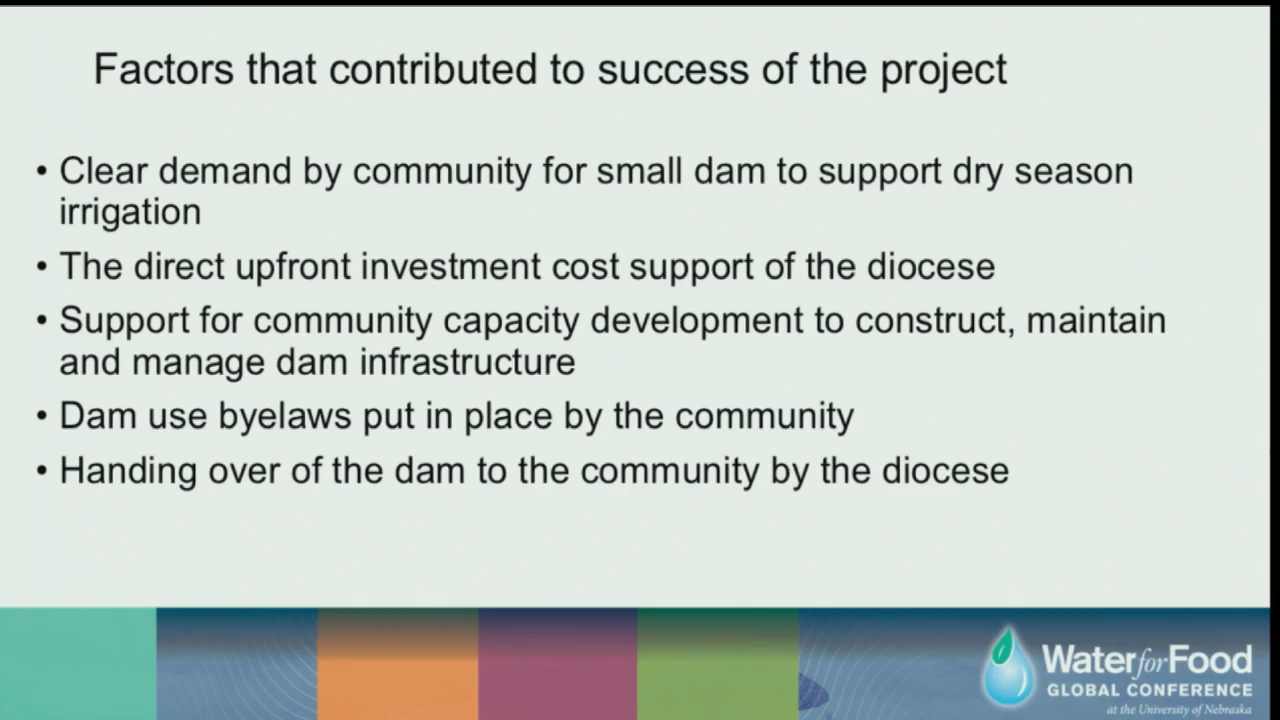 Factors that contributed to success of the project
• Clear demand by community for small dam to support dry season
irrigation
• The direct upfront investment cost support of the diocese
• Support for community capacity development to construct, maintain
and manage dam infrastructure
• Dam use byelaws put in place by the community
• Handing over of the dam to the community by the diocese
Water for Food
GLOBAL CONFERENCE
at the University of Nebraska